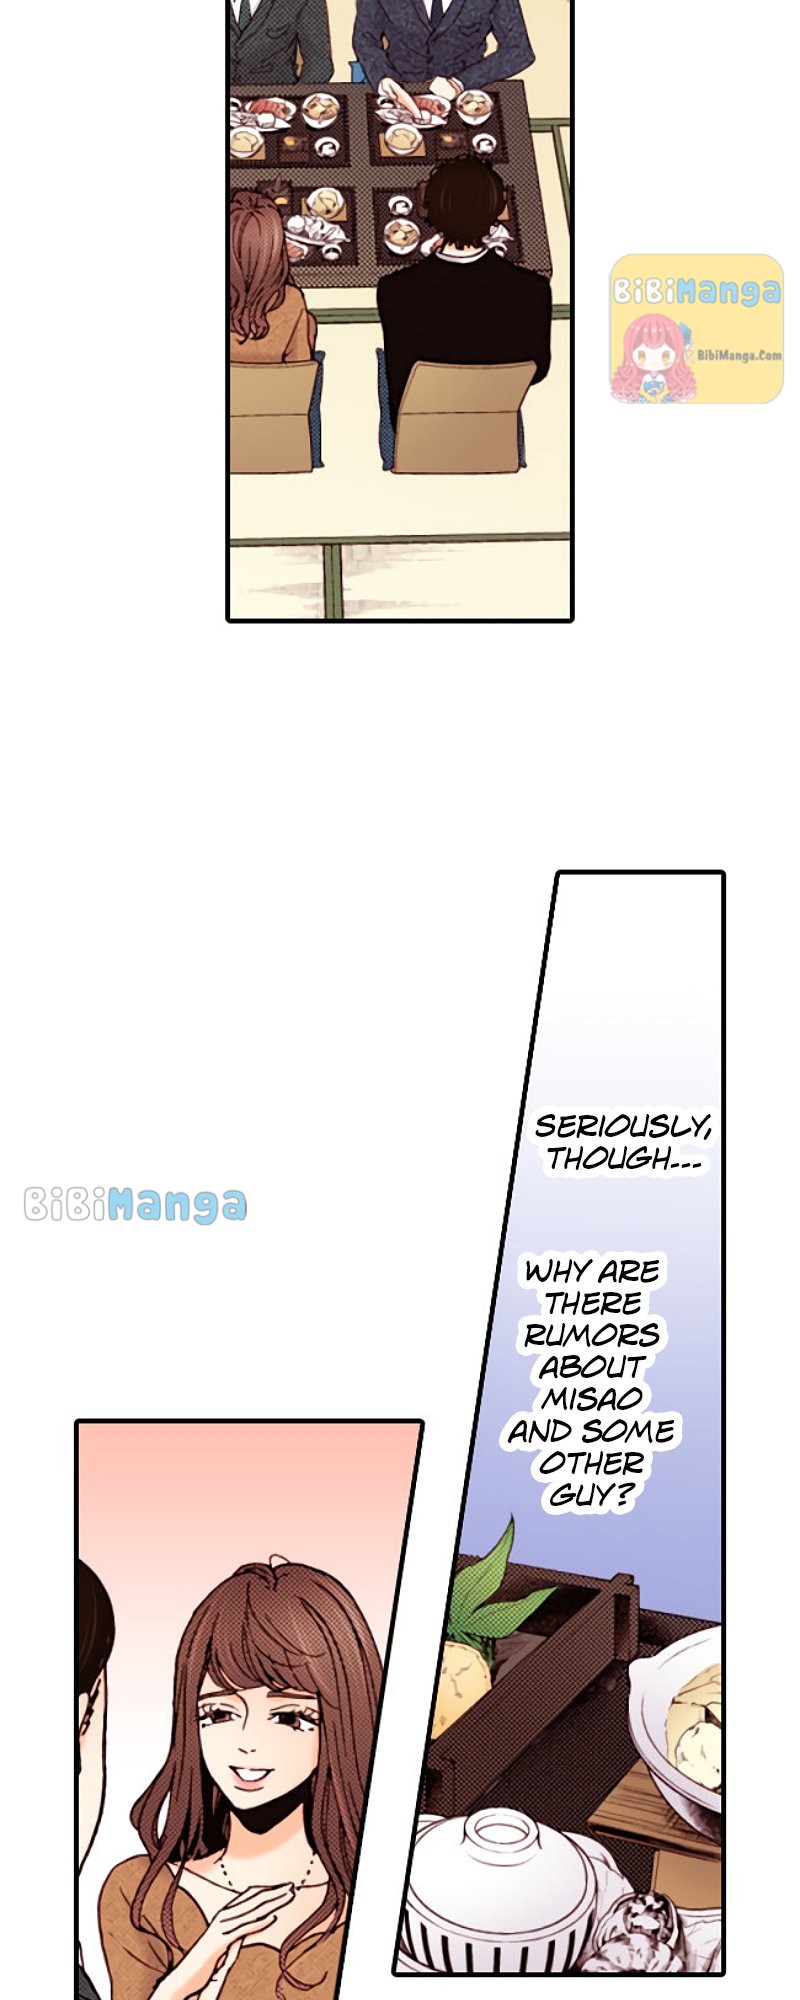 BiBiManga
BibiManga.Com
SERIOUSLY,
THOUGH...
BiBiManga
WHY ARE
THERE
RUMORS
ABOUT
MISAO
AND SOME
OTHER
GUY?